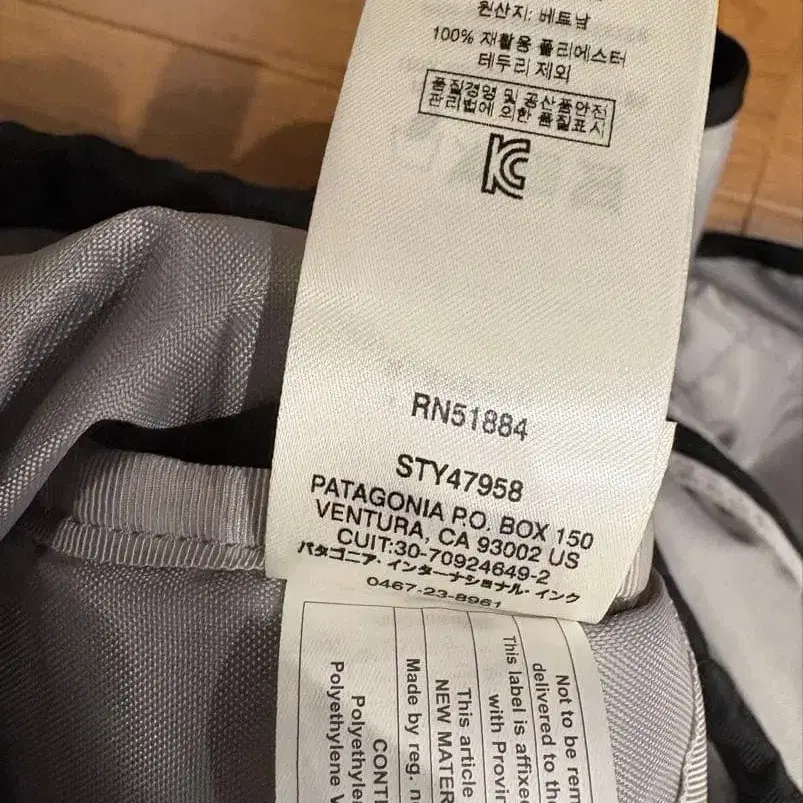 원산지: 베트남
100% 재활용 폴리에스터
테두리 제외
품질경영 및 공산품안전
관리법에 의한 품질표시
KC
RN51884
STY47958
PATAGONIA P.O. BOX 150
VENTURA, CA 93002 US
CUIT:30-70924649-2
パタゴニア・インターナショナル・インク
0467-23-8961
Not to be rem
delivered to the
This label is affixed
with Provin
This article
NEW MATER
Made by reg. n
CONT
Polyethyle
Polyethylene